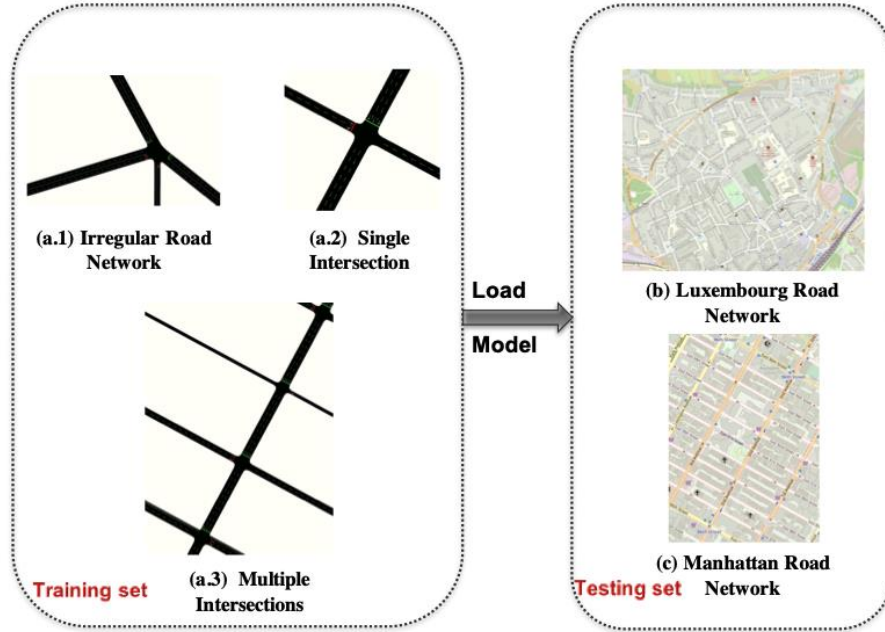 (a.1) Irregular Road
Network
(a.2) Single
Intersection
(a.3) Multiple
Intersections
Training set
Load
Model
(b) Luxembourg Road
Network
(c) Manhattan Road
Network
Testing set